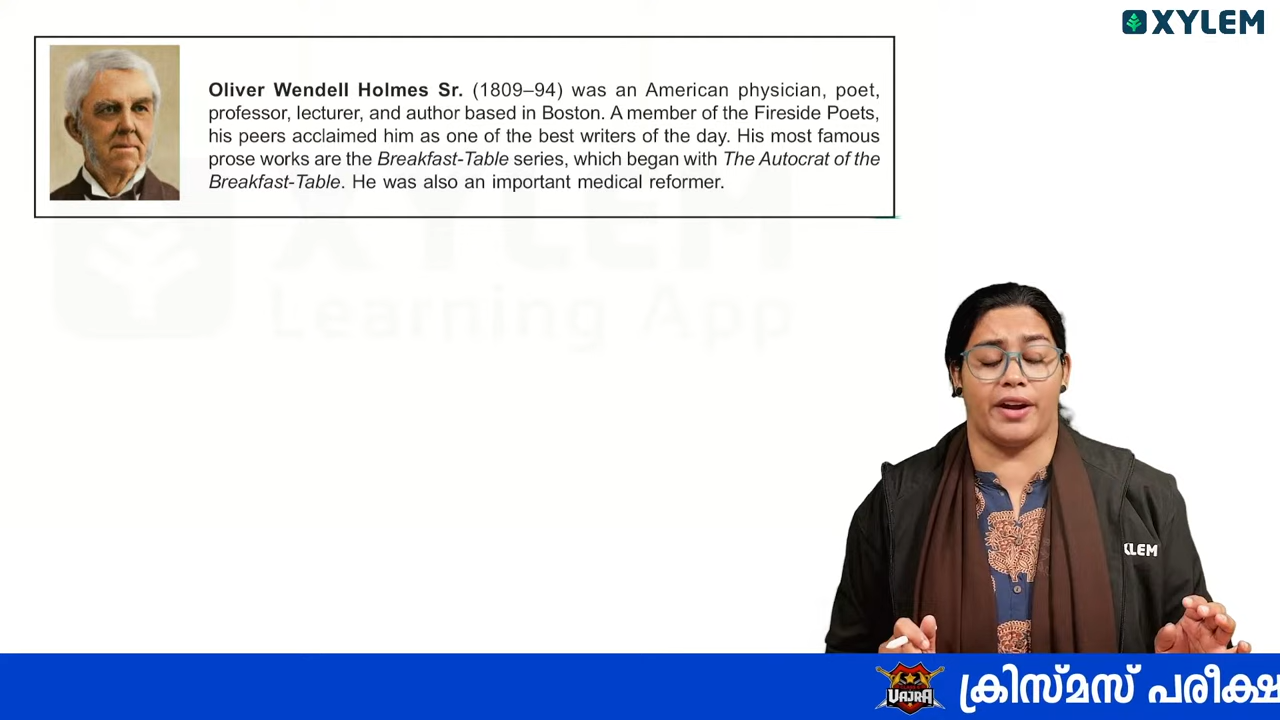 XYLEM
Oliver Wendell Holmes Sr. (1809–94) was an American physician, poet,
professor, lecturer, and author based in Boston. A member of the Fireside Poets,
his peers acclaimed him as one of the best writers of the day. His most famous
prose works are the Breakfast-Table series, which began with The Autocrat of the
Breakfast-Table. He was also an important medical reformer.
XYLEM
Learning App
XLEM
VAJRA
ക്രിസ്മസ് പരീക്ഷ